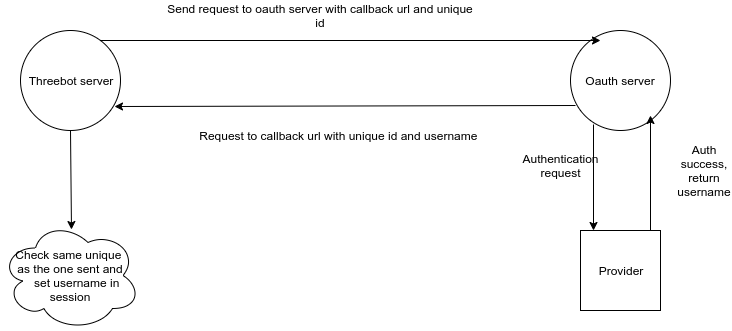 Send request to oauth server with callback url and unique
id
Threebot server
Oauth server
Request to callback url with unique id and username
Authentication
request
Auth
success,
return
username
Check same unique
as the one sent and
set username in
session
Provider